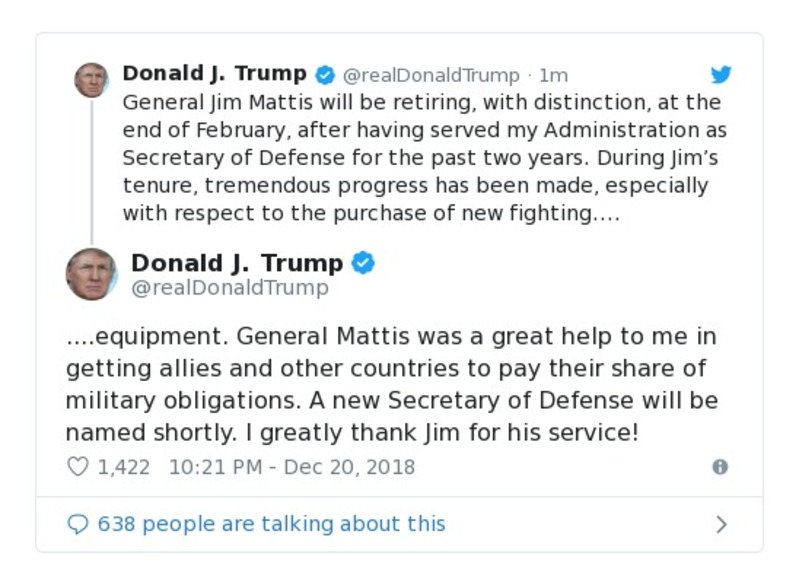 Donald J. Trump @realDonaldTrump · 1m
General Jim Mattis will be retiring, with distinction, at the
end of February, after having served my Administration as
Secretary of Defense for the past two years. During Jim’s
tenure, tremendous progress has been made, especially
with respect to the purchase of new fighting....
Donald J. Trump
@realDonaldTrump
....equipment. General Mattis was a great help to me in
getting allies and other countries to pay their share of
military obligations. A new Secretary of Defense will be
named shortly. I greatly thank Jim for his service!
1,422 10:21 PM - Dec 20, 2018
638 people are talking about this